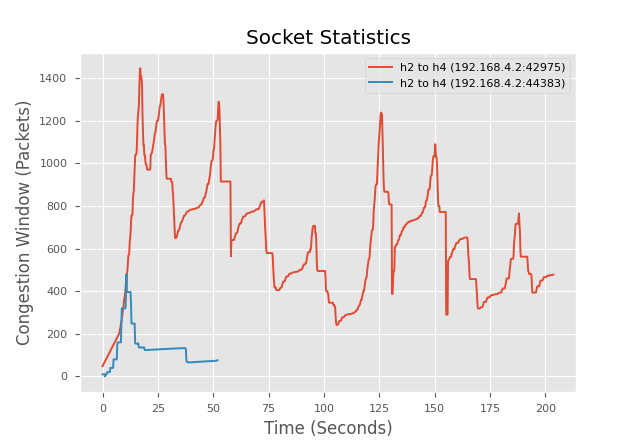 Socket Statistics
h2 to h4 (192.168.4.2:42975)
h2 to h4 (192.168.4.2:44383)
Congestion Window (Packets)
1400
1200
1000
800
600
400
200
0
0 25 50 75 100 125 150 175 200
Time (Seconds)